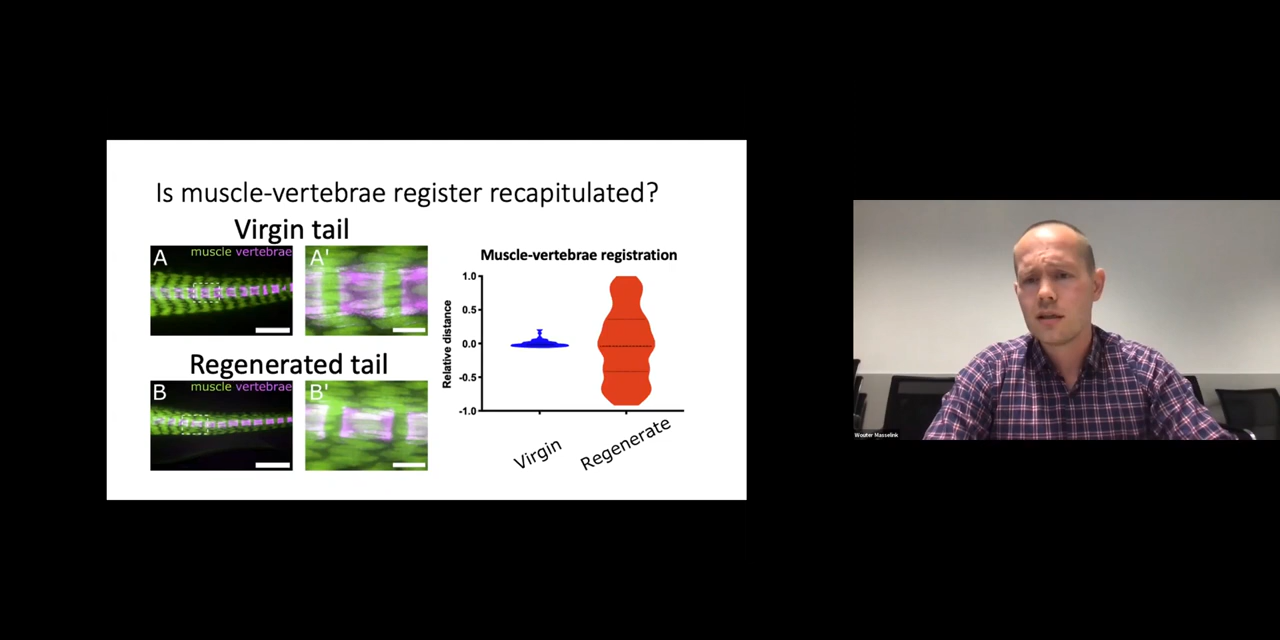 Is muscle-vertebrae register recapitulated?
Virgin tail
A
muscle vertebrae
A'
Regenerated tail
B
muscle vertebrae
B'
Muscle-vertebrae registration
Relative distance
1.0
0.5
0.0
-0.5
-1.0
Virgin
Regenerate
Wouter Masselink